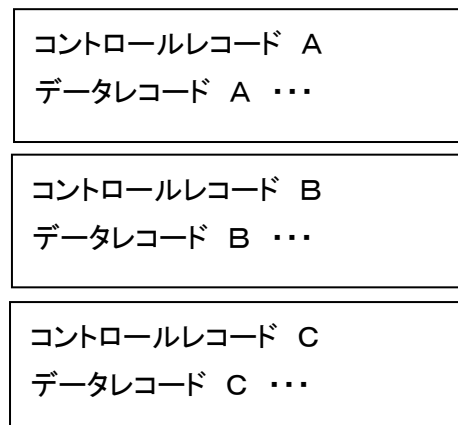 コントロールレコード　Ａ
データレコード　Ａ　・・・
コントロールレコード　Ｂ
データレコード　Ｂ　・・・
コントロールレコード　Ｃ
データレコード　Ｃ　・・・